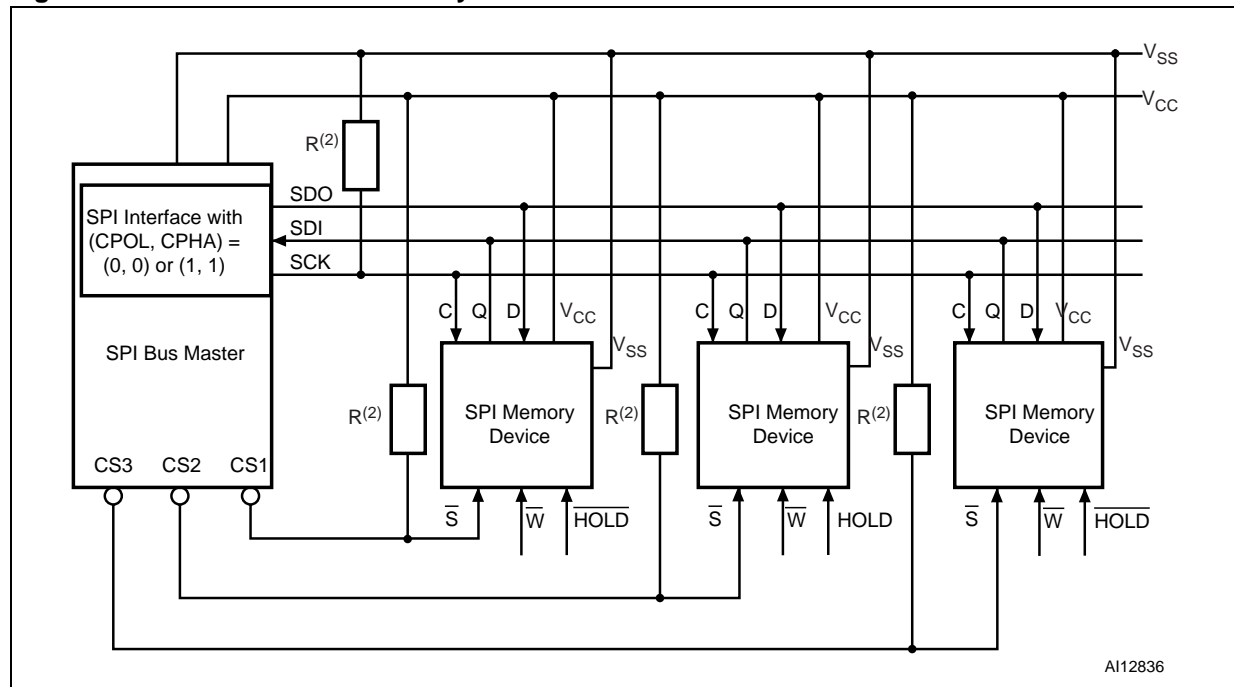 VSS
VCC
R(2)
SDO
SDI
SCK
SPI Interface with
(CPOL, CPHA) =
(0, 0) or (1, 1)
SPI Bus Master
CS3 CS2 CS1
C Q D VCC VSS
C Q D VCC VSS
C Q D VCC VSS
R(2)
SPI Memory
Device
R(2)
SPI Memory
Device
R(2)
SPI Memory
Device
S̅ W̅ H̅O̅L̅D̅
S̅ W̅ HOLD
S̅ W̅ H̅O̅L̅D̅
AI12836